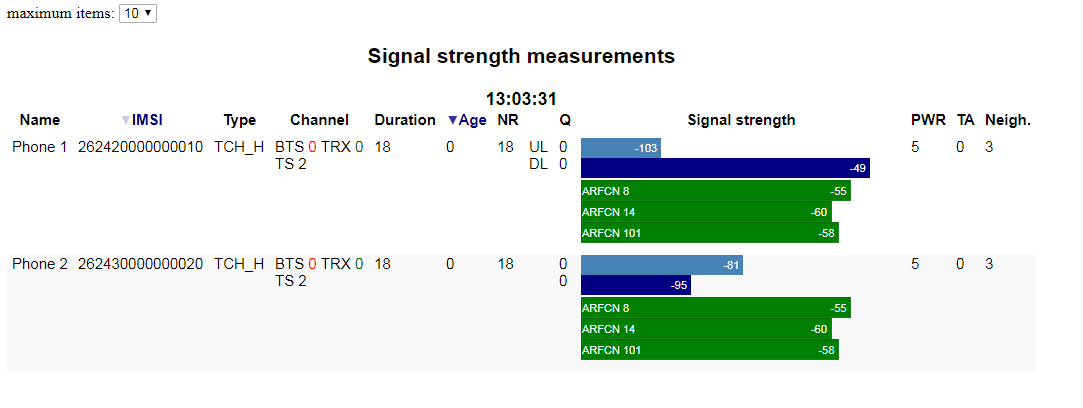 maximum items: 10 ▼
Signal strength measurements
13:03:31
Name ▼IMSI Type Channel Duration ▼Age NR Q Signal strength PWR TA Neigh.
Phone 1 262420000000010 TCH_H BTS 0 TRX 0 18 0 18 UL 0 -103 5 0 3
TS 2 DL 0 -49
ARFCN 8 -55
ARFCN 14 -60
ARFCN 101 -58
Phone 2 262430000000020 TCH_H BTS 0 TRX 0 18 0 18 0 -81 5 0 3
TS 2 0 -95
ARFCN 8 -55
ARFCN 14 -60
ARFCN 101 -58